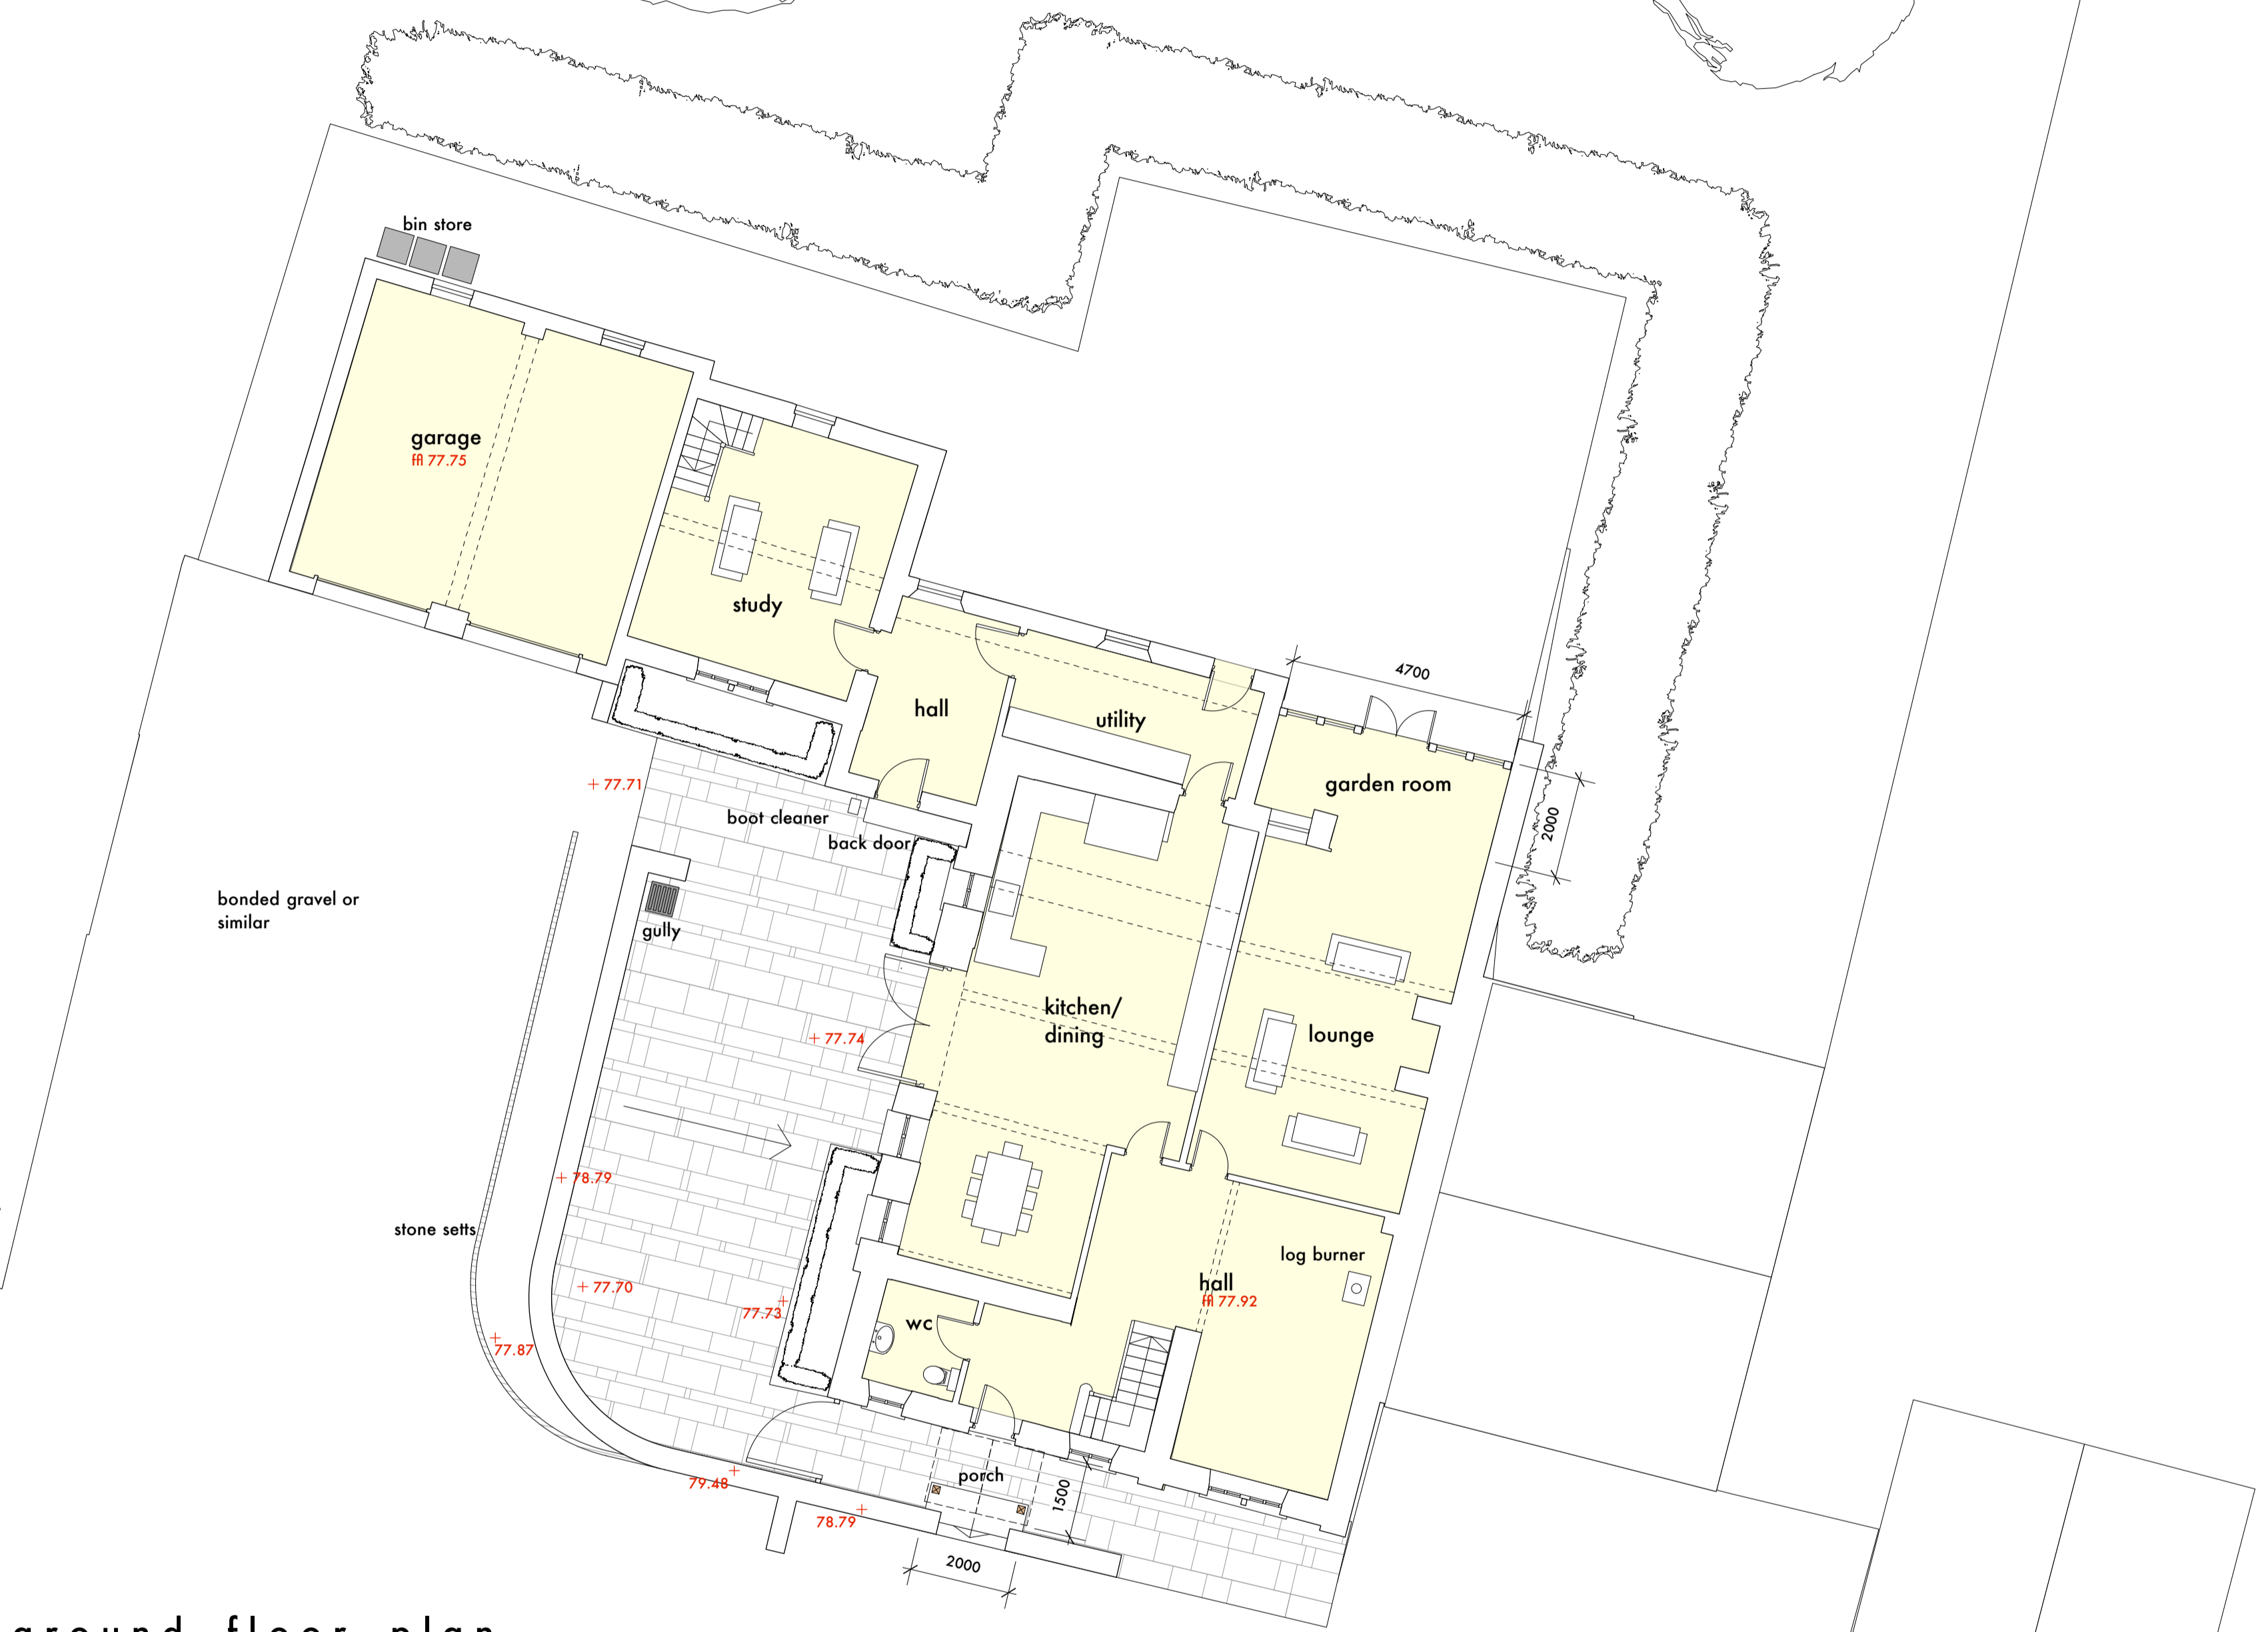 bin store
garage
ffl 77.75
study
4700
hall
utility
garden room
+ 77.71
boot cleaner
back door
2000
bonded gravel or
similar
gully
kitchen/
dining
lounge
+ 77.74
+ 78.79
stone setts
log burner
hall
ffl 77.92
+ 77.70
77.73
wc
77.87
porch
79.48
1500
78.79
2000
ground floor plan